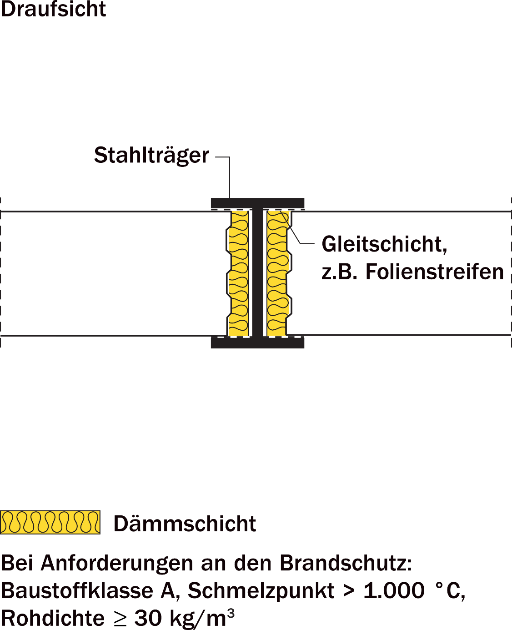 Draufsicht
Stahlträger
Gleitschicht,
z.B. Folienstreifen
Dämmschicht
Bei Anforderungen an den Brandschutz:
Baustoffklasse A, Schmelzpunkt > 1.000 °C,
Rohdichte ≥ 30 kg/m³